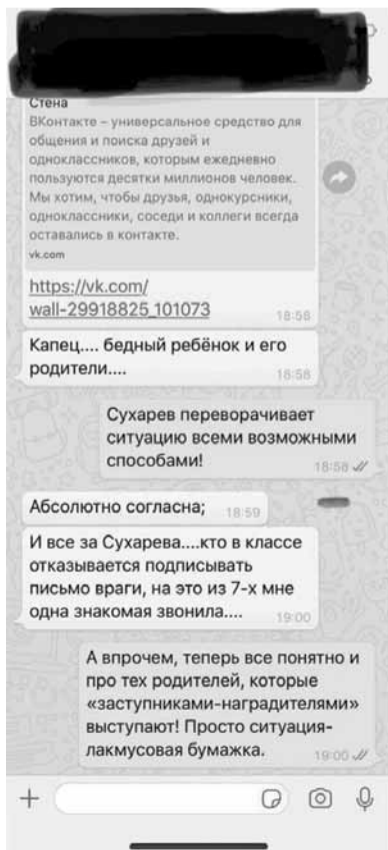 Стена
ВКонтакте – универсальное средство для
общения и поиска друзей и
одноклассников, которым ежедневно
пользуются десятки миллионов человек.
Мы хотим, чтобы друзья, однокурсники,
одноклассники, соседи и коллеги всегда
оставались в контакте.
vk.com
https://vk.com/
wall-29918825_101073
18:58
Капец.... бедный ребёнок и его
родители....
18:58
Сухарев переворачивает
ситуацию всеми возможными
способами!
18:58
Абсолютно согласна;
18:59
И все за Сухарева....кто в классе
отказывается подписывать
письмо враги, на это из 7-х мне
одна знакомая звонила....
19:00
А впрочем, теперь все понятно и
про тех родителей, которые
«заступниками-наградителями»
выступают! Просто ситуация-
лакмусовая бумажка.
19:00